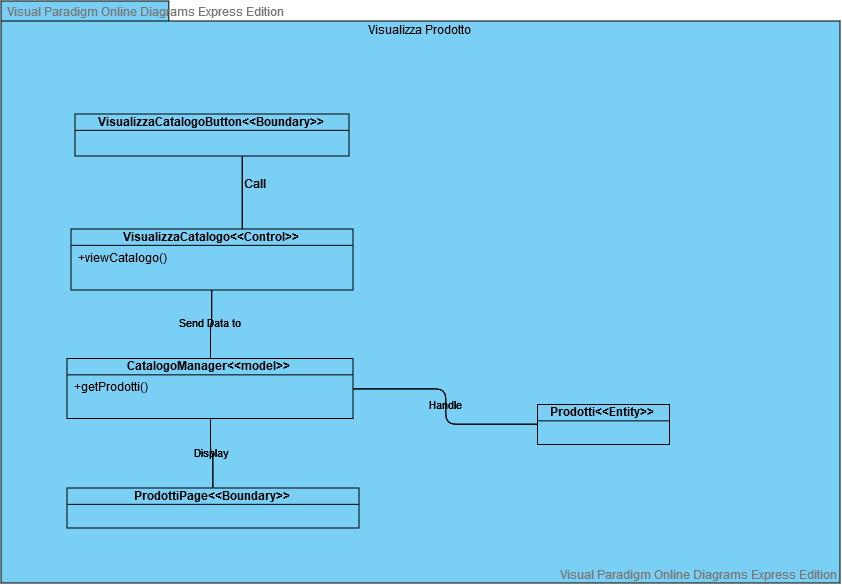 Visual Paradigm Online Diagrams Express Edition
Visualizza Prodotto
VisualizzaCatalogoButton<<Boundary>>
Call
VisualizzaCatalogo<<Control>>
+viewCatalogo()
Send Data to
CatalogoManager<<model>>
+getProdotti()
Handle
Prodotti<<Entity>>
Display
ProdottiPage<<Boundary>>
Visual Paradigm Online Diagrams Express Edition